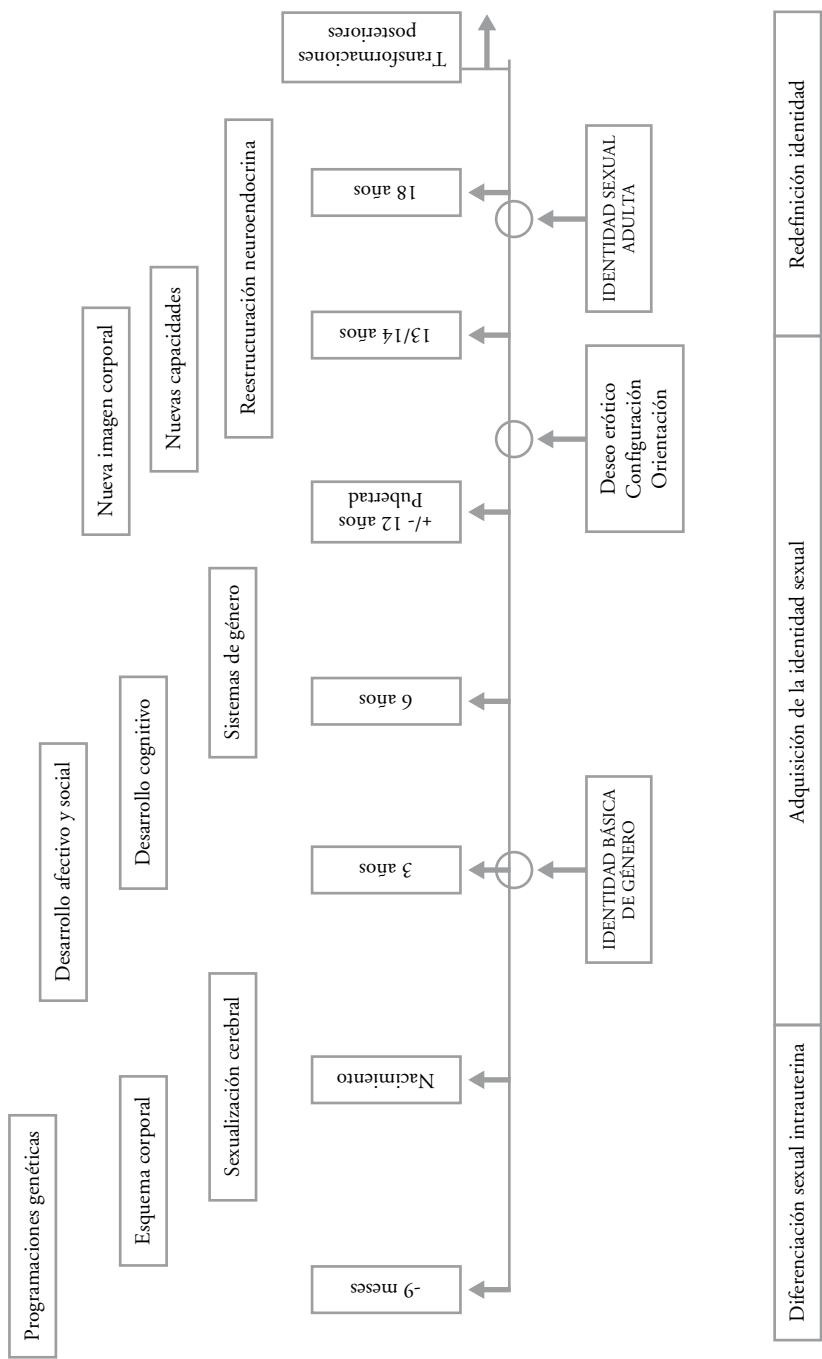 Programaciones genéticas
Esquema corporal
Sexualización cerebral
Desarrollo afectivo y social
Desarrollo cognitivo
Sistemas de género
Nueva imagen corporal
Nuevas capacidades
Reestructuración neuroendocrina
-9 meses
Nacimiento
3 años
6 años
+/- 12 años
Pubertad
13/14 años
18 años
Transformaciones
posteriores
IDENTIDAD BÁSICA
DE GÉNERO
Deseo erótico
Configuración
Orientación
IDENTIDAD SEXUAL
ADULTA
Diferenciación sexual intrauterina
Adquisición de la identidad sexual
Redefinición identidad